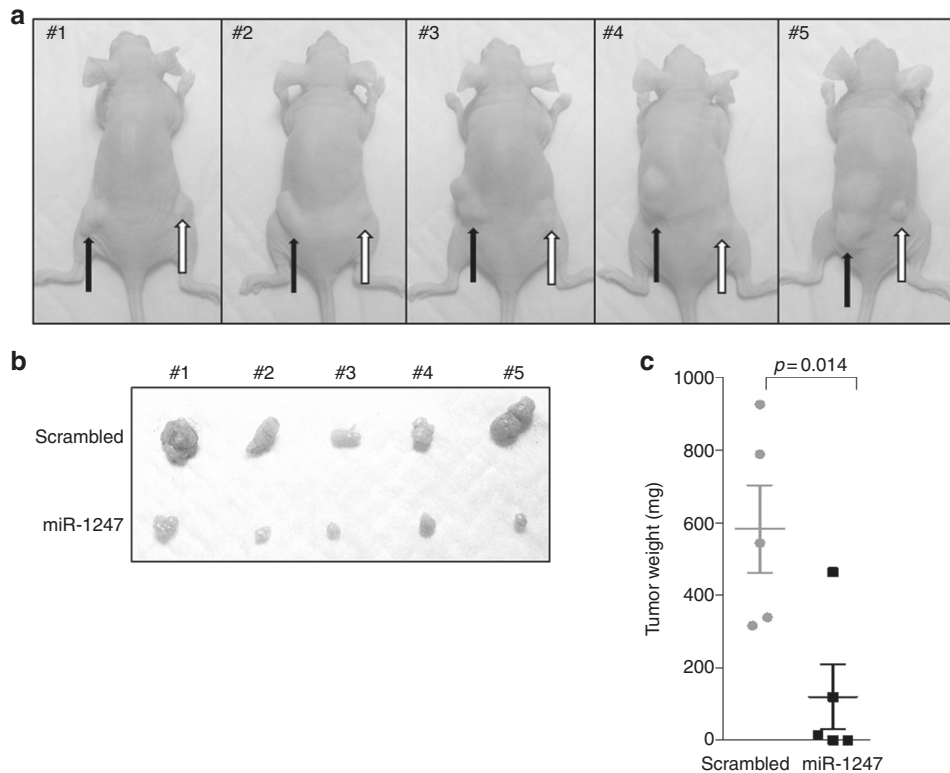 a
#1 #2 #3 #4 #5
b
#1 #2 #3 #4 #5
Scrambled
miR-1247
c
p=0.014
1000
800
600
400
200
0
Tumor weight (mg)
Scrambled miR-1247